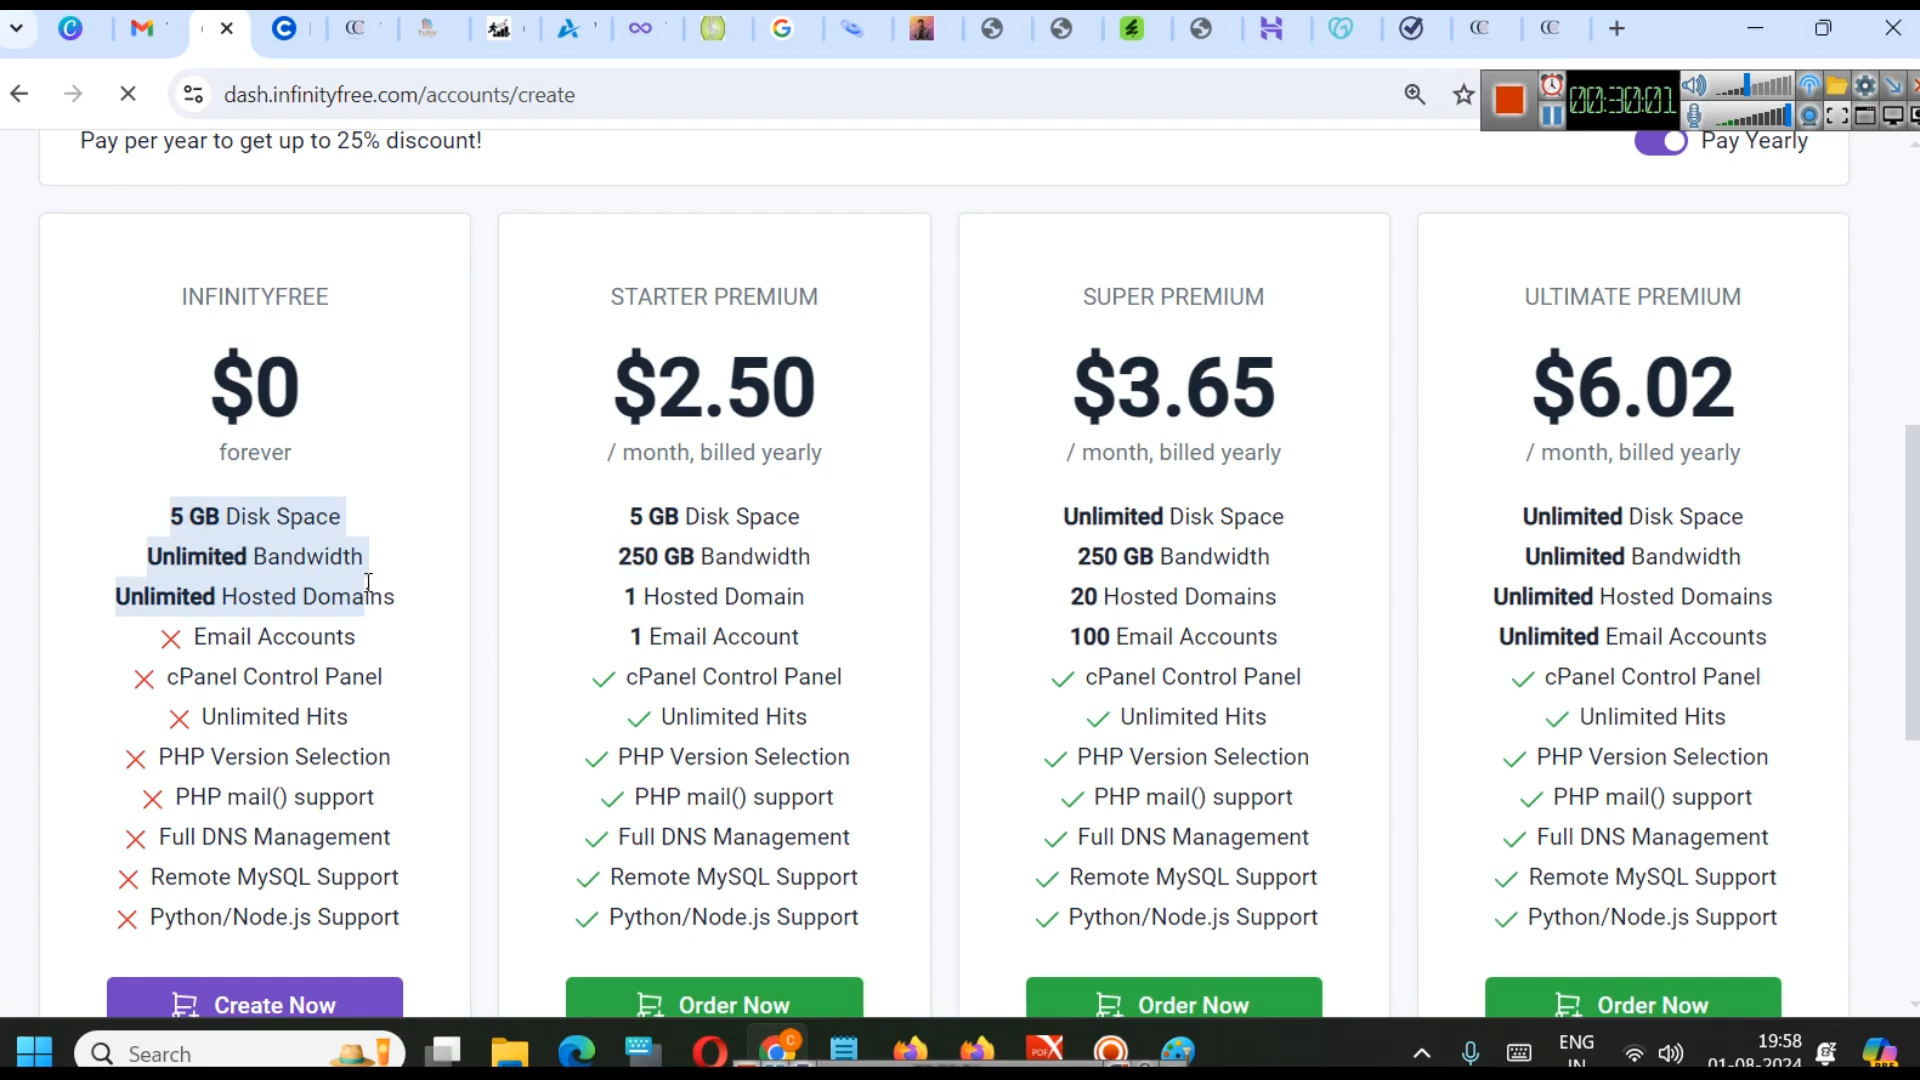 dash.infinityfree.com/accounts/create
00:30:01
Pay per year to get up to 25% discount!
Pay Yearly
INFINITYFREE
$0
forever
5 GB Disk Space
Unlimited Bandwidth
Unlimited Hosted Domains
Email Accounts
cPanel Control Panel
Unlimited Hits
PHP Version Selection
PHP mail() support
Full DNS Management
Remote MySQL Support
Python/Node.js Support
Create Now
STARTER PREMIUM
$2.50
/ month, billed yearly
5 GB Disk Space
250 GB Bandwidth
1 Hosted Domain
1 Email Account
cPanel Control Panel
Unlimited Hits
PHP Version Selection
PHP mail() support
Full DNS Management
Remote MySQL Support
Python/Node.js Support
Order Now
SUPER PREMIUM
$3.65
/ month, billed yearly
Unlimited Disk Space
250 GB Bandwidth
20 Hosted Domains
100 Email Accounts
cPanel Control Panel
Unlimited Hits
PHP Version Selection
PHP mail() support
Full DNS Management
Remote MySQL Support
Python/Node.js Support
Order Now
ULTIMATE PREMIUM
$6.02
/ month, billed yearly
Unlimited Disk Space
Unlimited Bandwidth
Unlimited Hosted Domains
Unlimited Email Accounts
cPanel Control Panel
Unlimited Hits
PHP Version Selection
PHP mail() support
Full DNS Management
Remote MySQL Support
Python/Node.js Support
Order Now
Search
ENG
IN
19:58
01-08-2024